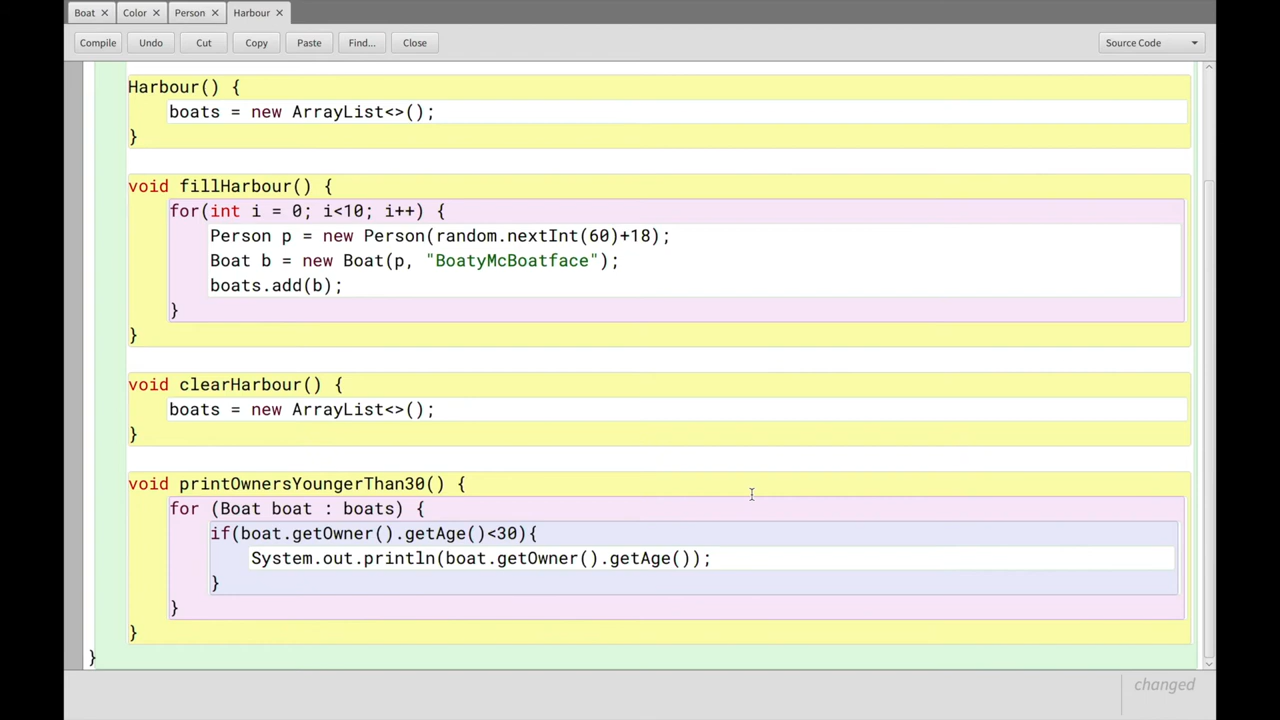 Boat × Color × Person × Harbour ×
Compile Undo Cut Copy Paste Find... Close Source Code
Harbour() {
    boats = new ArrayList<>();
}
void fillHarbour() {
    for(int i = 0; i<10; i++) {
        Person p = new Person(random.nextInt(60)+18);
        Boat b = new Boat(p, "BoatyMcBoatface");
        boats.add(b);
    }
}
void clearHarbour() {
    boats = new ArrayList<>();
}
void printOwnersYoungerThan30() {
    for (Boat boat : boats) {
        if(boat.getOwner().getAge()<30){
            System.out.println(boat.getOwner().getAge());
        }
    }
}
}
changed